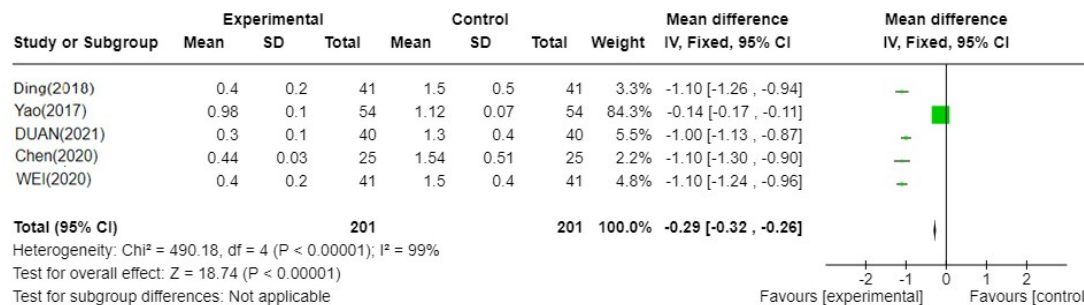 Experimental Control Mean difference Mean difference
Study or Subgroup Mean SD Total Mean SD Total Weight IV, Fixed, 95% CI IV, Fixed, 95% CI
Ding(2018) 0.4 0.2 41 1.5 0.5 41 3.3% -1.10 [-1.26 , -0.94]
Yao(2017) 0.98 0.1 54 1.12 0.07 54 84.3% -0.14 [-0.17 , -0.11]
DUAN(2021) 0.3 0.1 40 1.3 0.4 40 5.5% -1.00 [-1.13 , -0.87]
Chen(2020) 0.44 0.03 25 1.54 0.51 25 2.2% -1.10 [-1.30 , -0.90]
WEI(2020) 0.4 0.2 41 1.5 0.4 41 4.8% -1.10 [-1.24 , -0.96]
Total (95% CI) 201 201 100.0% -0.29 [-0.32 , -0.26]
Heterogeneity: Chi² = 490.18, df = 4 (P < 0.00001); I² = 99%
Test for overall effect: Z = 18.74 (P < 0.00001) -2 -1 0 1 2
Test for subgroup differences: Not applicable Favours [experimental] Favours [control]